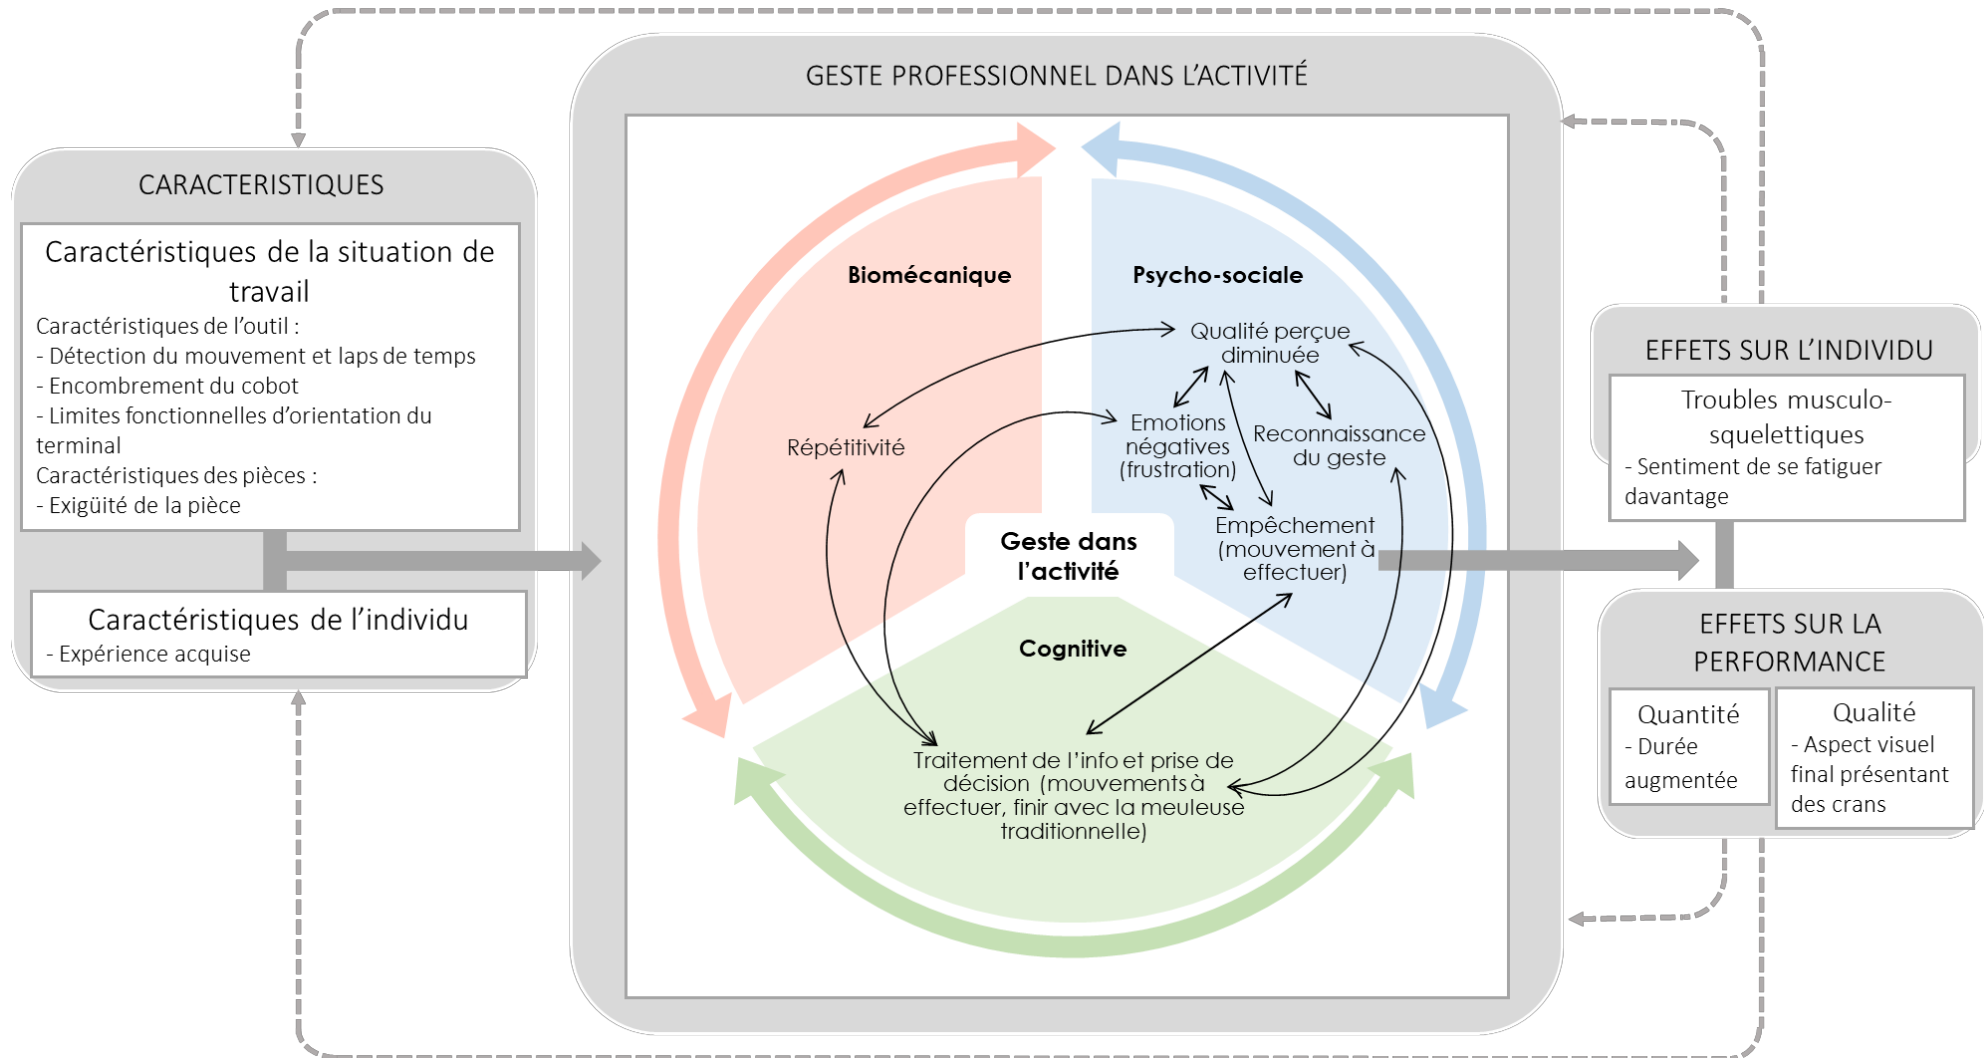 GESTE PROFESSIONNEL DANS L’ACTIVITÉ
CARACTERISTIQUES
Caractéristiques de la situation de
travail
Caractéristiques de l’outil :
- Détection du mouvement et laps de temps
- Encombrement du cobot
- Limites fonctionnelles d’orientation du
terminal
Caractéristiques des pièces :
- Exigüité de la pièce
Caractéristiques de l’individu
- Expérience acquise
Biomécanique
Répétitivité
Psycho-sociale
Qualité perçue
diminuée
Emotions
négatives
(frustration)
Reconnaissance
du geste
Empêchement
(mouvement à
effectuer)
Geste dans
l’activité
Cognitive
Traitement de l’info et prise de
décision (mouvements à
effectuer, finir avec la meuleuse
traditionnelle)
EFFETS SUR L’INDIVIDU
Troubles musculo-
squelettiques
- Sentiment de se fatiguer
davantage
EFFETS SUR LA
PERFORMANCE
Quantité
- Durée
augmentée
Qualité
- Aspect visuel
final présentant
des crans